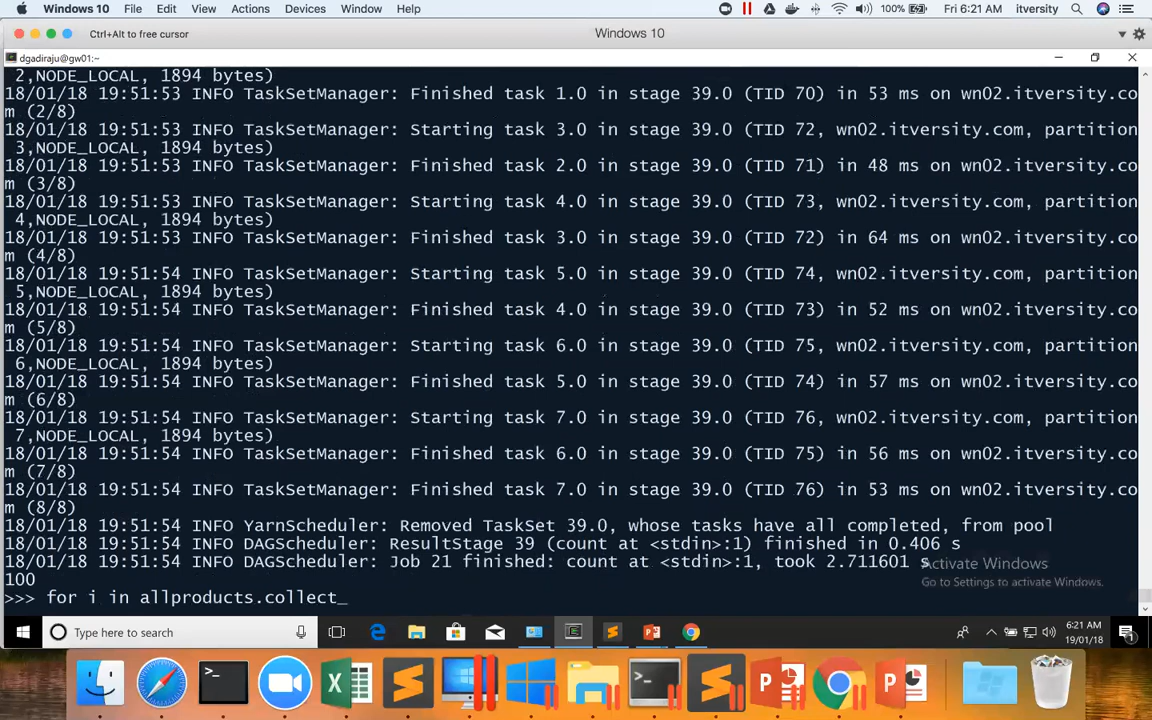 Windows 10 File Edit View Actions Devices Window Help 100% Fri 6:21 AM itversity
Ctrl+Alt to free cursor Windows 10
dgadiraju@gw01:~
2,NODE_LOCAL, 1894 bytes)
18/01/18 19:51:53 INFO TaskSetManager: Finished task 1.0 in stage 39.0 (TID 70) in 53 ms on wn02.itversity.co
m (2/8)
18/01/18 19:51:53 INFO TaskSetManager: Starting task 3.0 in stage 39.0 (TID 72, wn02.itversity.com, partition
3,NODE_LOCAL, 1894 bytes)
18/01/18 19:51:53 INFO TaskSetManager: Finished task 2.0 in stage 39.0 (TID 71) in 48 ms on wn02.itversity.co
m (3/8)
18/01/18 19:51:53 INFO TaskSetManager: Starting task 4.0 in stage 39.0 (TID 73, wn02.itversity.com, partition
4,NODE_LOCAL, 1894 bytes)
18/01/18 19:51:53 INFO TaskSetManager: Finished task 3.0 in stage 39.0 (TID 72) in 64 ms on wn02.itversity.co
m (4/8)
18/01/18 19:51:54 INFO TaskSetManager: Starting task 5.0 in stage 39.0 (TID 74, wn02.itversity.com, partition
5,NODE_LOCAL, 1894 bytes)
18/01/18 19:51:54 INFO TaskSetManager: Finished task 4.0 in stage 39.0 (TID 73) in 52 ms on wn02.itversity.co
m (5/8)
18/01/18 19:51:54 INFO TaskSetManager: Starting task 6.0 in stage 39.0 (TID 75, wn02.itversity.com, partition
6,NODE_LOCAL, 1894 bytes)
18/01/18 19:51:54 INFO TaskSetManager: Finished task 5.0 in stage 39.0 (TID 74) in 57 ms on wn02.itversity.co
m (6/8)
18/01/18 19:51:54 INFO TaskSetManager: Starting task 7.0 in stage 39.0 (TID 76, wn02.itversity.com, partition
7,NODE_LOCAL, 1894 bytes)
18/01/18 19:51:54 INFO TaskSetManager: Finished task 6.0 in stage 39.0 (TID 75) in 56 ms on wn02.itversity.co
m (7/8)
18/01/18 19:51:54 INFO TaskSetManager: Finished task 7.0 in stage 39.0 (TID 76) in 53 ms on wn02.itversity.co
m (8/8)
18/01/18 19:51:54 INFO YarnScheduler: Removed TaskSet 39.0, whose tasks have all completed, from pool
18/01/18 19:51:54 INFO DAGScheduler: ResultStage 39 (count at <stdin>:1) finished in 0.406 s
18/01/18 19:51:54 INFO DAGScheduler: Job 21 finished: count at <stdin>:1, took 2.711601 s
Activate Windows
100
Go to Settings to activate Windows.
>>> for i in allproducts.collect_
Type here to search 6:21 AM
19/01/18